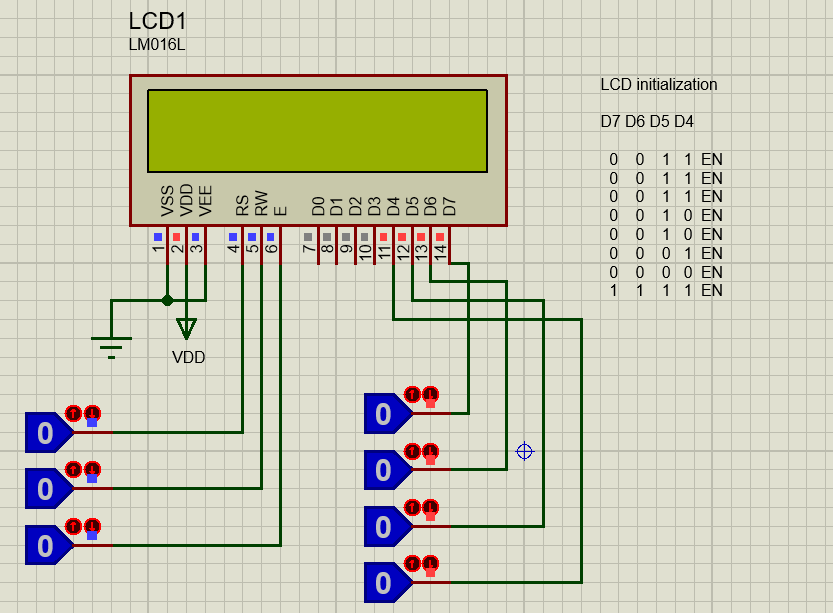 LCD1
LM016L
LCD initialization
D7 D6 D5 D4
0 0 1 1 EN
0 0 1 1 EN
0 0 1 1 EN
0 0 1 0 EN
0 0 1 0 EN
0 0 0 1 EN
0 0 0 0 EN
1 1 1 1 EN
VSS VDD VEE RS RW E D0 D1 D2 D3 D4 D5 D6 D7
1 2 3 4 5 6 7 8 9 10 11 12 13 14
VDD
0
0
0
0
0
0
0